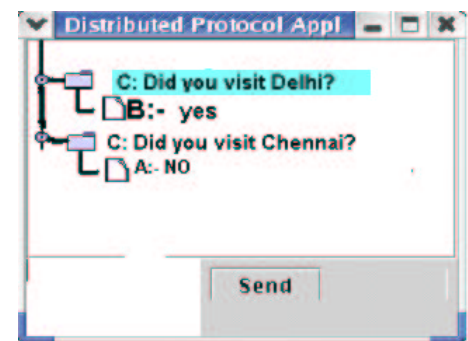 Distributed Protocol Appl
C: Did you visit Delhi?
B:- yes
C: Did you visit Chennai?
A:- NO
Send